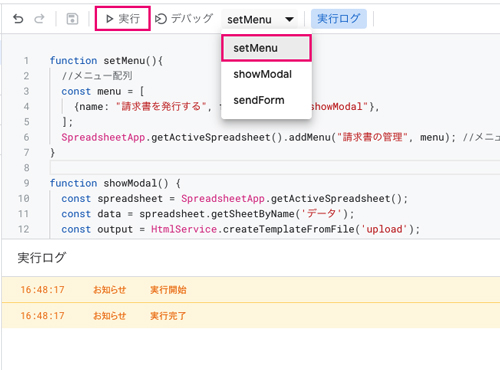 実行 デバッグ setMenu 実行ログ
setMenu
showModal
sendForm
1 function setMenu(){
2 //メニュー配列
3 const menu = [
4 {name: "請求書を発行する", showModal"},
5 ];
6 SpreadsheetApp.getActiveSpreadsheet().addMenu("請求書の管理", menu); //メニュ
7 }
8
9 function showModal() {
10 const spreadsheet = SpreadsheetApp.getActiveSpreadsheet();
11 const data = spreadsheet.getSheetByName('データ');
12 const output = HtmlService.createTemplateFromFile('upload');
実行ログ
16:48:17 お知らせ 実行開始
16:48:17 お知らせ 実行完了